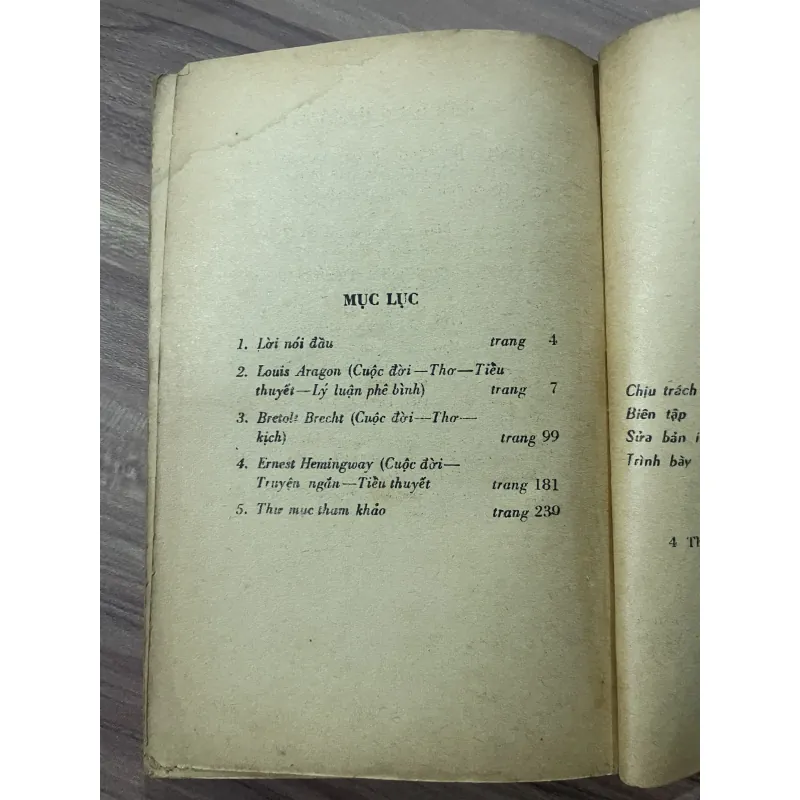 MỤC LỤC
1. Lời nói đầu trang 4
2. Louis Aragon (Cuộc đời—Thơ—Tiểu
thuyết—Lý luận phê bình) trang 7
3. Bretolt Brecht (Cuộc đời—Thơ—
kịch) trang 99
4. Ernest Hemingway (Cuộc đời—
Truyện ngắn—Tiểu thuyết trang 181
5. Thư mục tham khảo trang 239
Chịu trách
Biên tập
Sửa bản i
Trình bày
4 Th